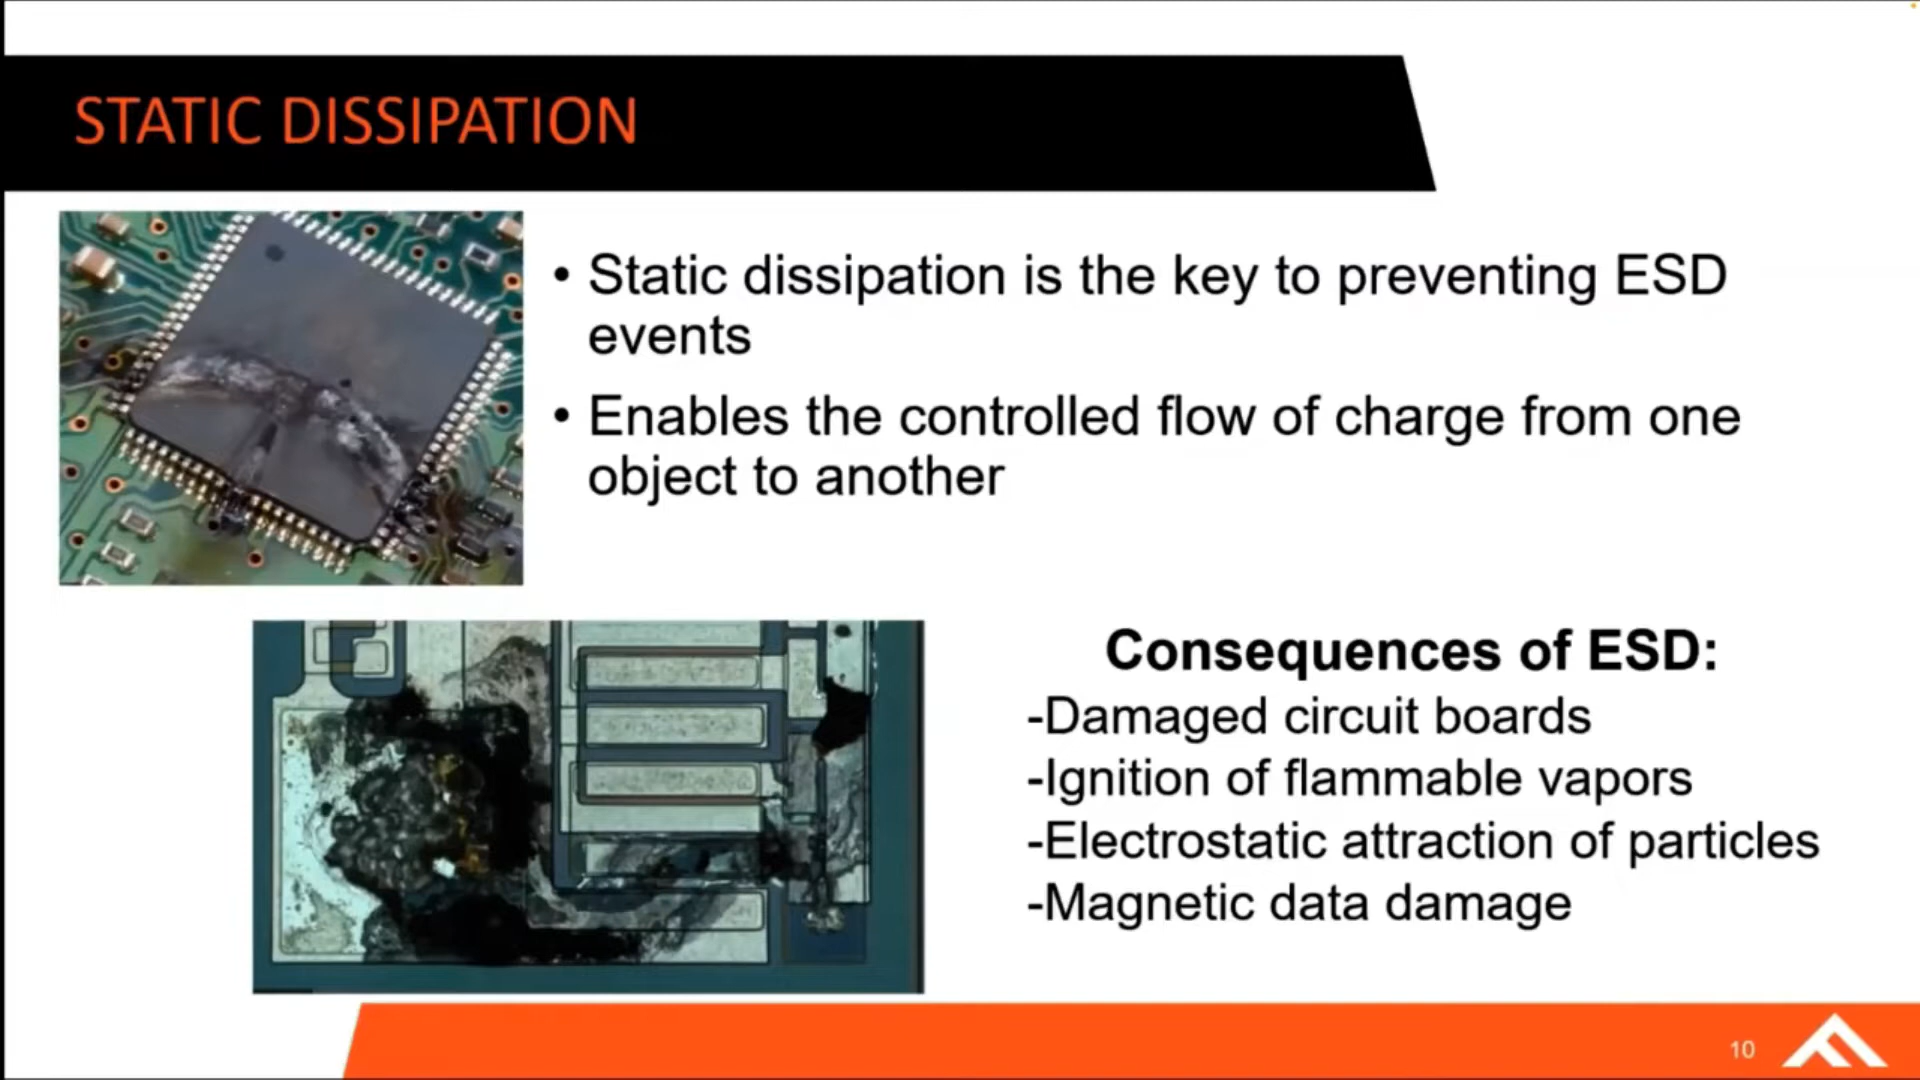 STATIC DISSIPATION
• Static dissipation is the key to preventing ESD
events
• Enables the controlled flow of charge from one
object to another
Consequences of ESD:
-Damaged circuit boards
-Ignition of flammable vapors
-Electrostatic attraction of particles
-Magnetic data damage
10